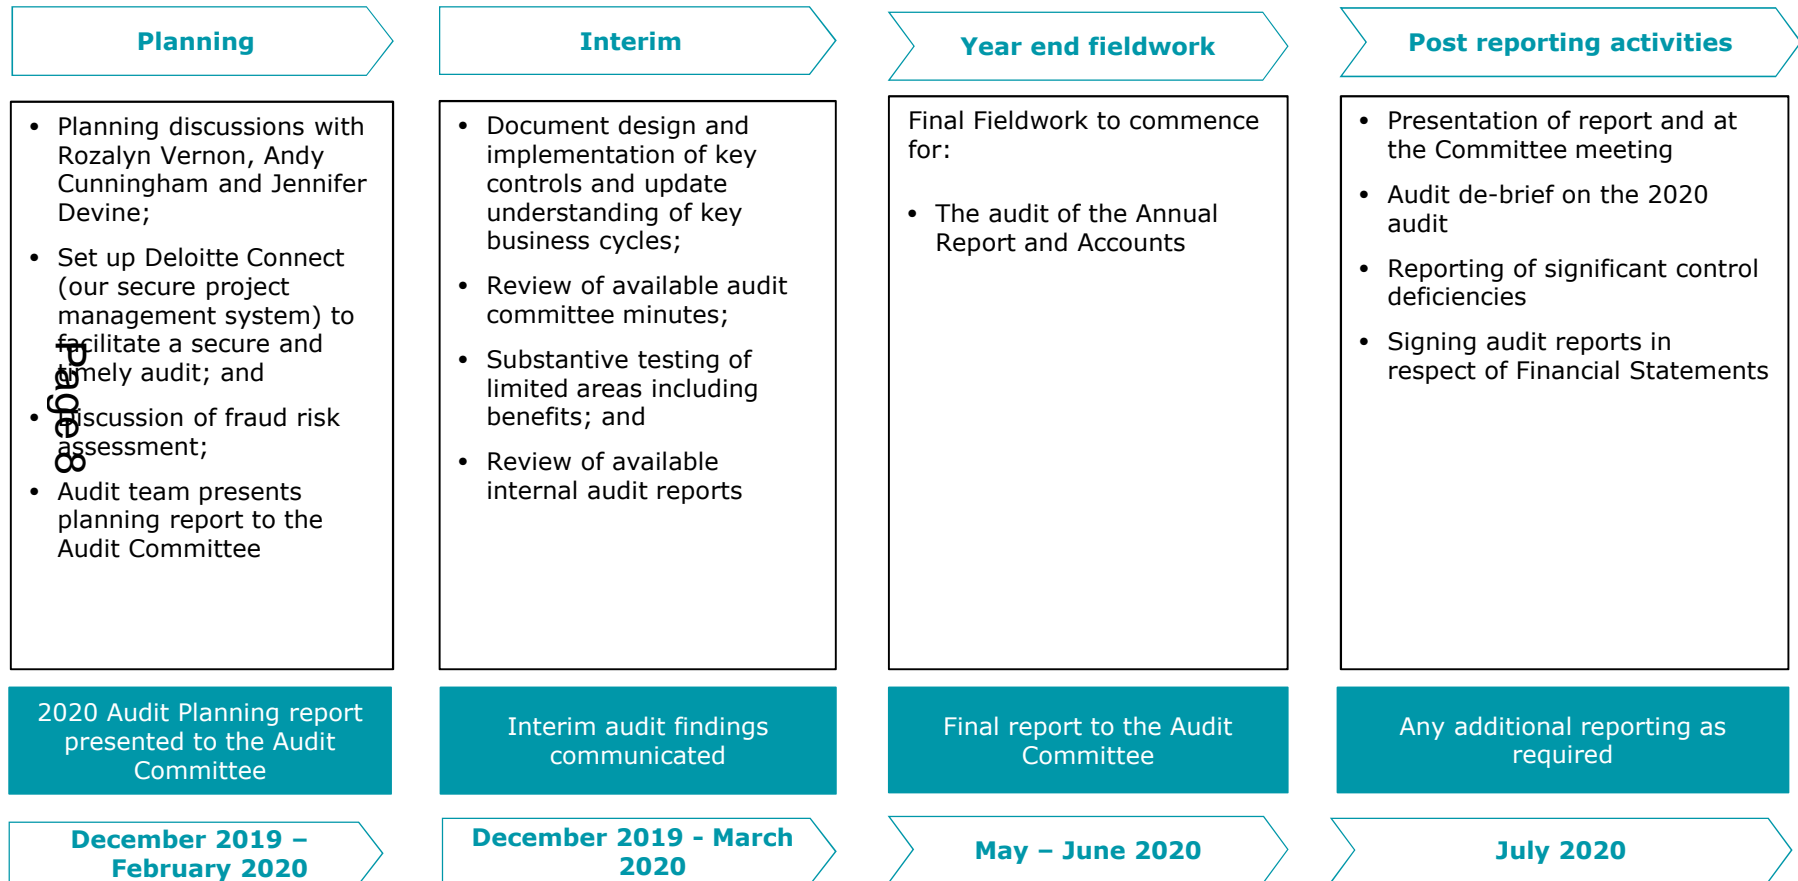 Planning
• Planning discussions with
Rozalyn Vernon, Andy
Cunningham and Jennifer
Devine;
• Set up Deloitte Connect
(our secure project
management system) to
facilitate a secure and
timely audit; and
• Discussion of fraud risk
assessment;
• Audit team presents
planning report to the
Audit Committee
Page 8
2020 Audit Planning report
presented to the Audit
Committee
December 2019 –
February 2020
Interim
• Document design and
implementation of key
controls and update
understanding of key
business cycles;
• Review of available audit
committee minutes;
• Substantive testing of
limited areas including
benefits; and
• Review of available
internal audit reports
Interim audit findings
communicated
December 2019 - March
2020
Year end fieldwork
Final Fieldwork to commence
for:
• The audit of the Annual
Report and Accounts
Final report to the Audit
Committee
May – June 2020
Post reporting activities
• Presentation of report and at
the Committee meeting
• Audit de-brief on the 2020
audit
• Reporting of significant control
deficiencies
• Signing audit reports in
respect of Financial Statements
Any additional reporting as
required
July 2020